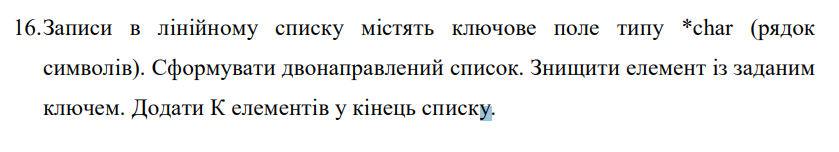 16.Записи в лінійному списку містять ключове поле типу *char (рядок
символів). Сформувати двонаправлений список. Знищити елемент із заданим
ключем. Додати К елементів у кінець списку.